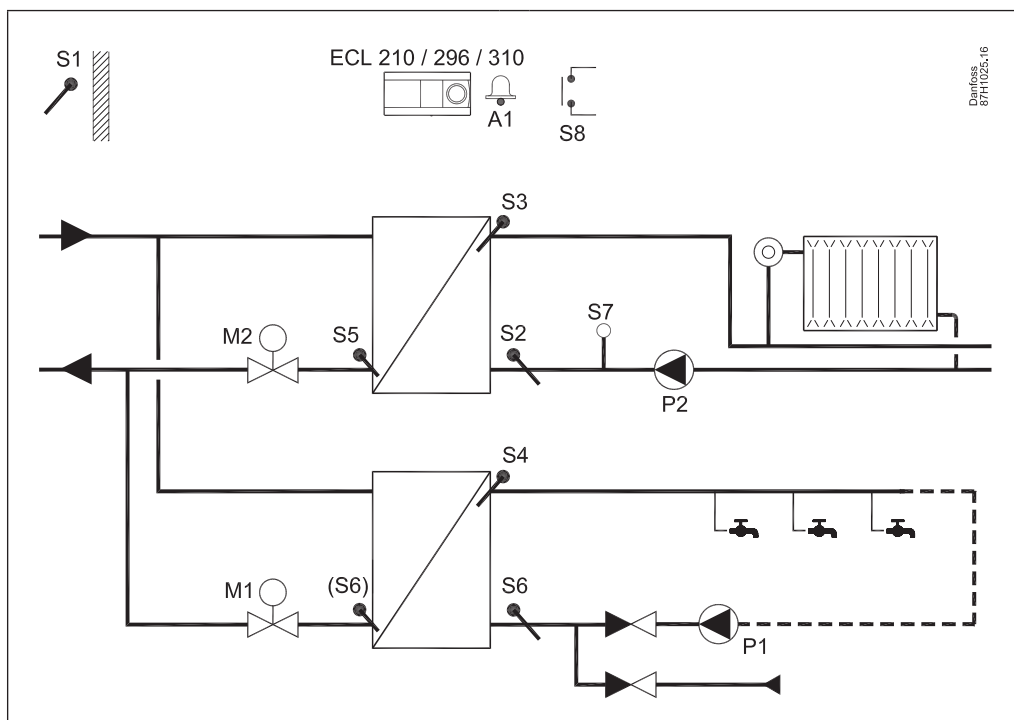 S1
ECL 210 / 296 / 310
A1
S8
Danfoss
87H1025.16
S3
M2
S5
S2
S7
P2
S4
M1
(S6)
S6
P1